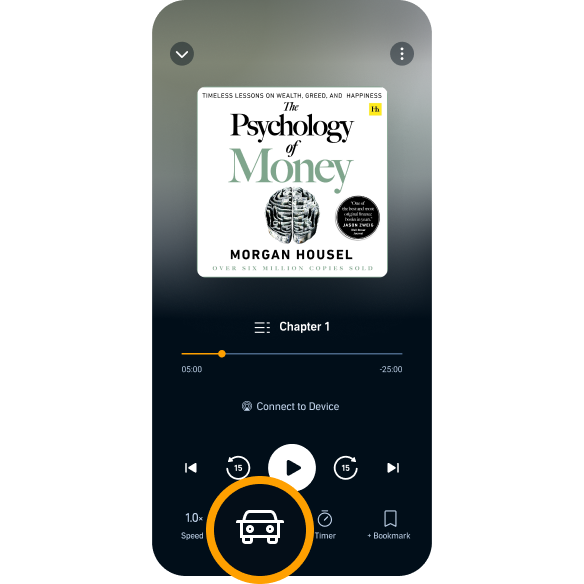 TIMELESS LESSONS ON WEALTH, GREED, AND HAPPINESS
The
Psychology
of
Money
"One of
the best and most
original finance
books in years."
JASON ZWEIG
MORGAN HOUSEL
OVER SIX MILLION COPIES SOLD
Chapter 1
05:00
-25:00
Connect to Device
15
15
1.0×
Speed
Timer
+ Bookmark